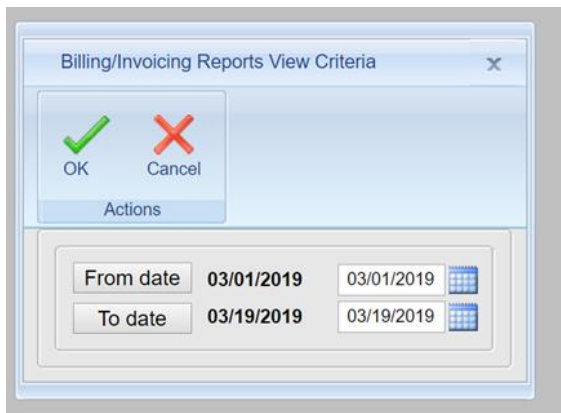 Billing/Invoicing Reports View Criteria x
OK Cancel
Actions
From date 03/01/2019 03/01/2019
To date 03/19/2019 03/19/2019